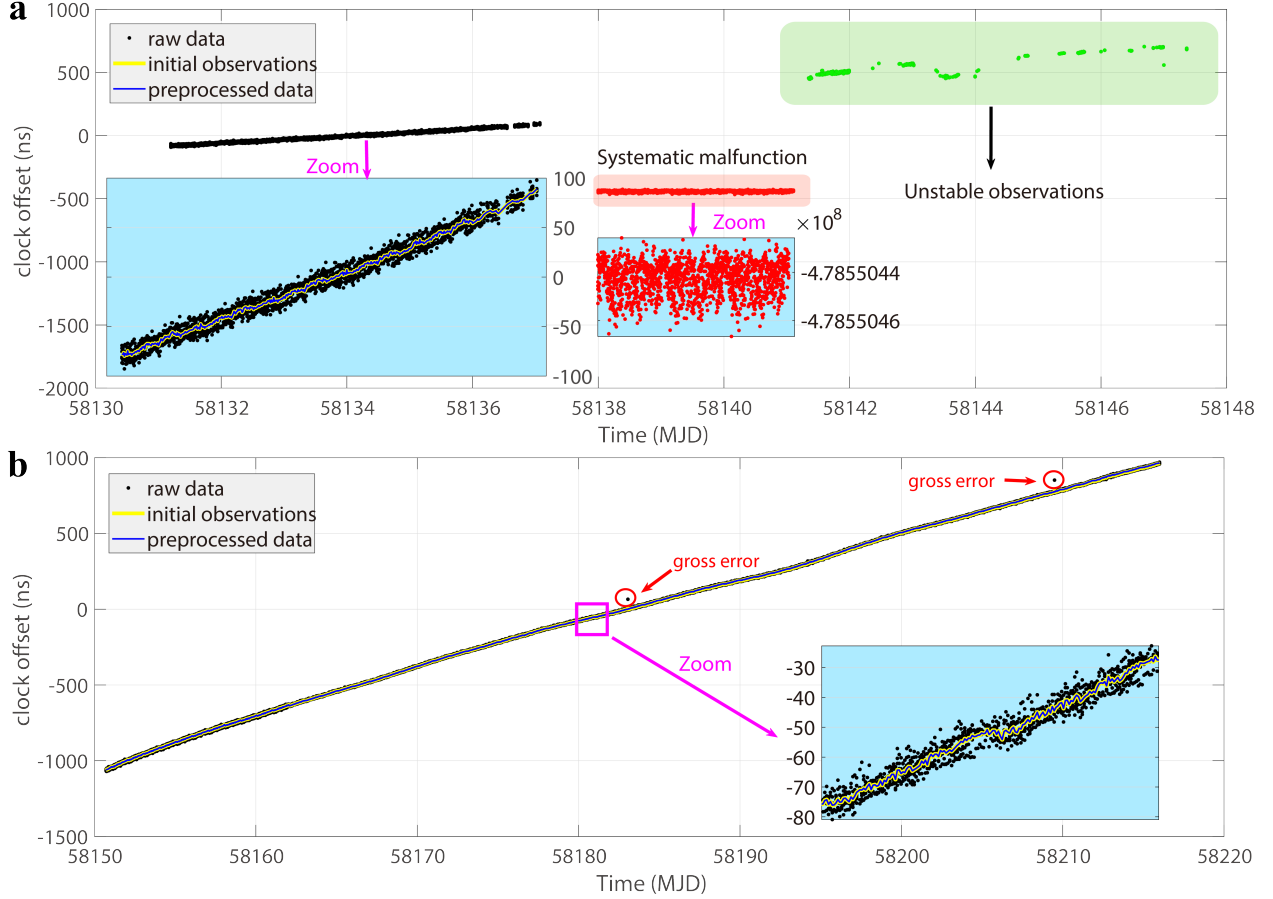 a
1000
500
0
-500
-1000
-1500
-2000
clock offset (ns)
raw data
initial observations
preprocessed data
Zoom
100
50
0
-50
-100
Systematic malfunction
Zoom
×10^8
-4.7855044
-4.7855046
Unstable observations
58130 58132 58134 58136 58138 58140 58142 58144 58146 58148
Time (MJD)
b
1000
500
0
-500
-1000
-1500
clock offset (ns)
raw data
initial observations
preprocessed data
gross error
gross error
Zoom
-30
-40
-50
-60
-70
-80
58150 58160 58170 58180 58190 58200 58210 58220
Time (MJD)